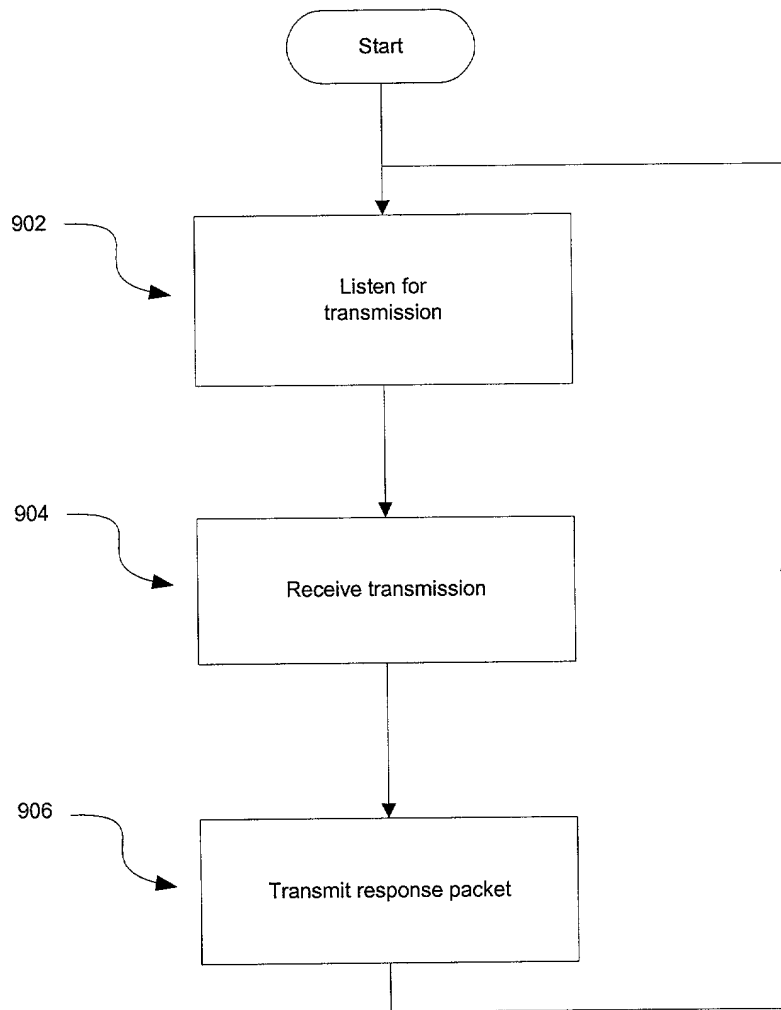 Start
902
Listen for
transmission
904
Receive transmission
906
Transmit response packet